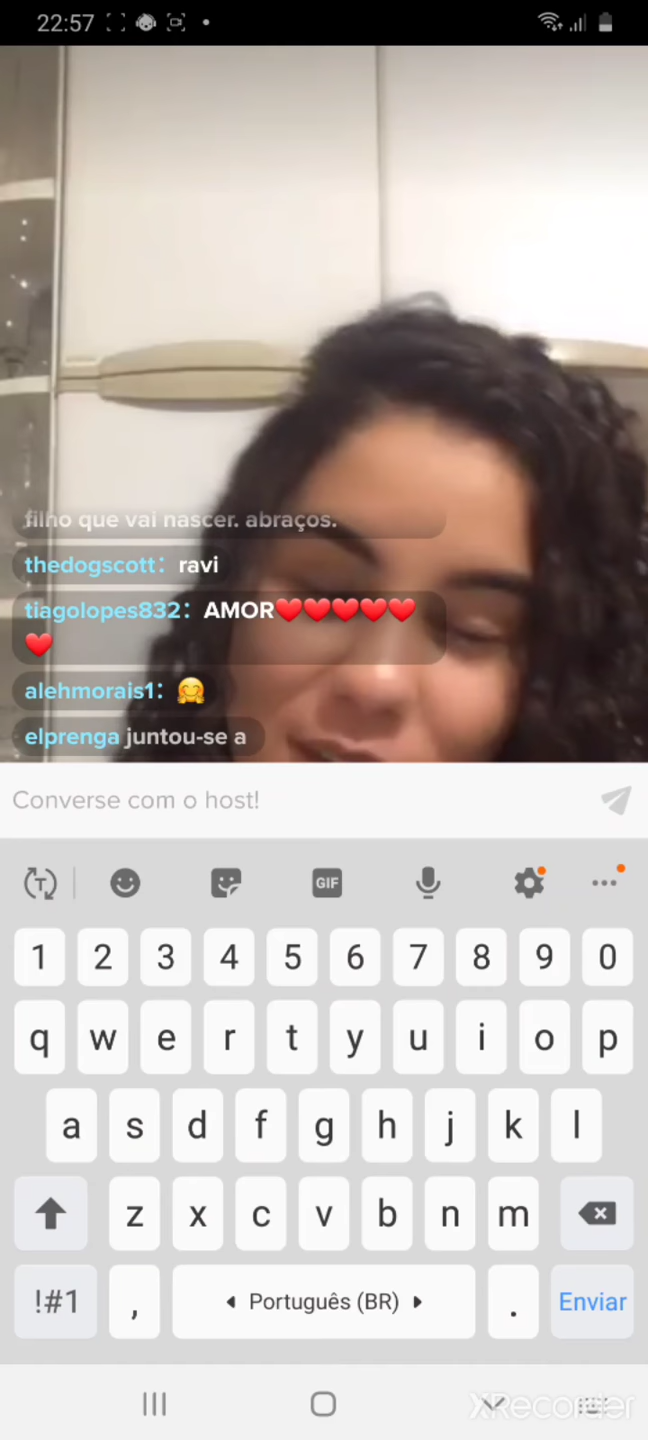 22:57
filho que vai nascer. abraços.
thedogscott: ravi
tiagolopes832: AMOR❤️❤️❤️❤️❤️
❤️
alehmorais1: 🤗
elprenga juntou-se a
Converse com o host!
GIF
1 2 3 4 5 6 7 8 9 0
q w e r t y u i o p
a s d f g h j k l
z x c v b n m
!#1 , Português (BR) . Enviar
XRecorder